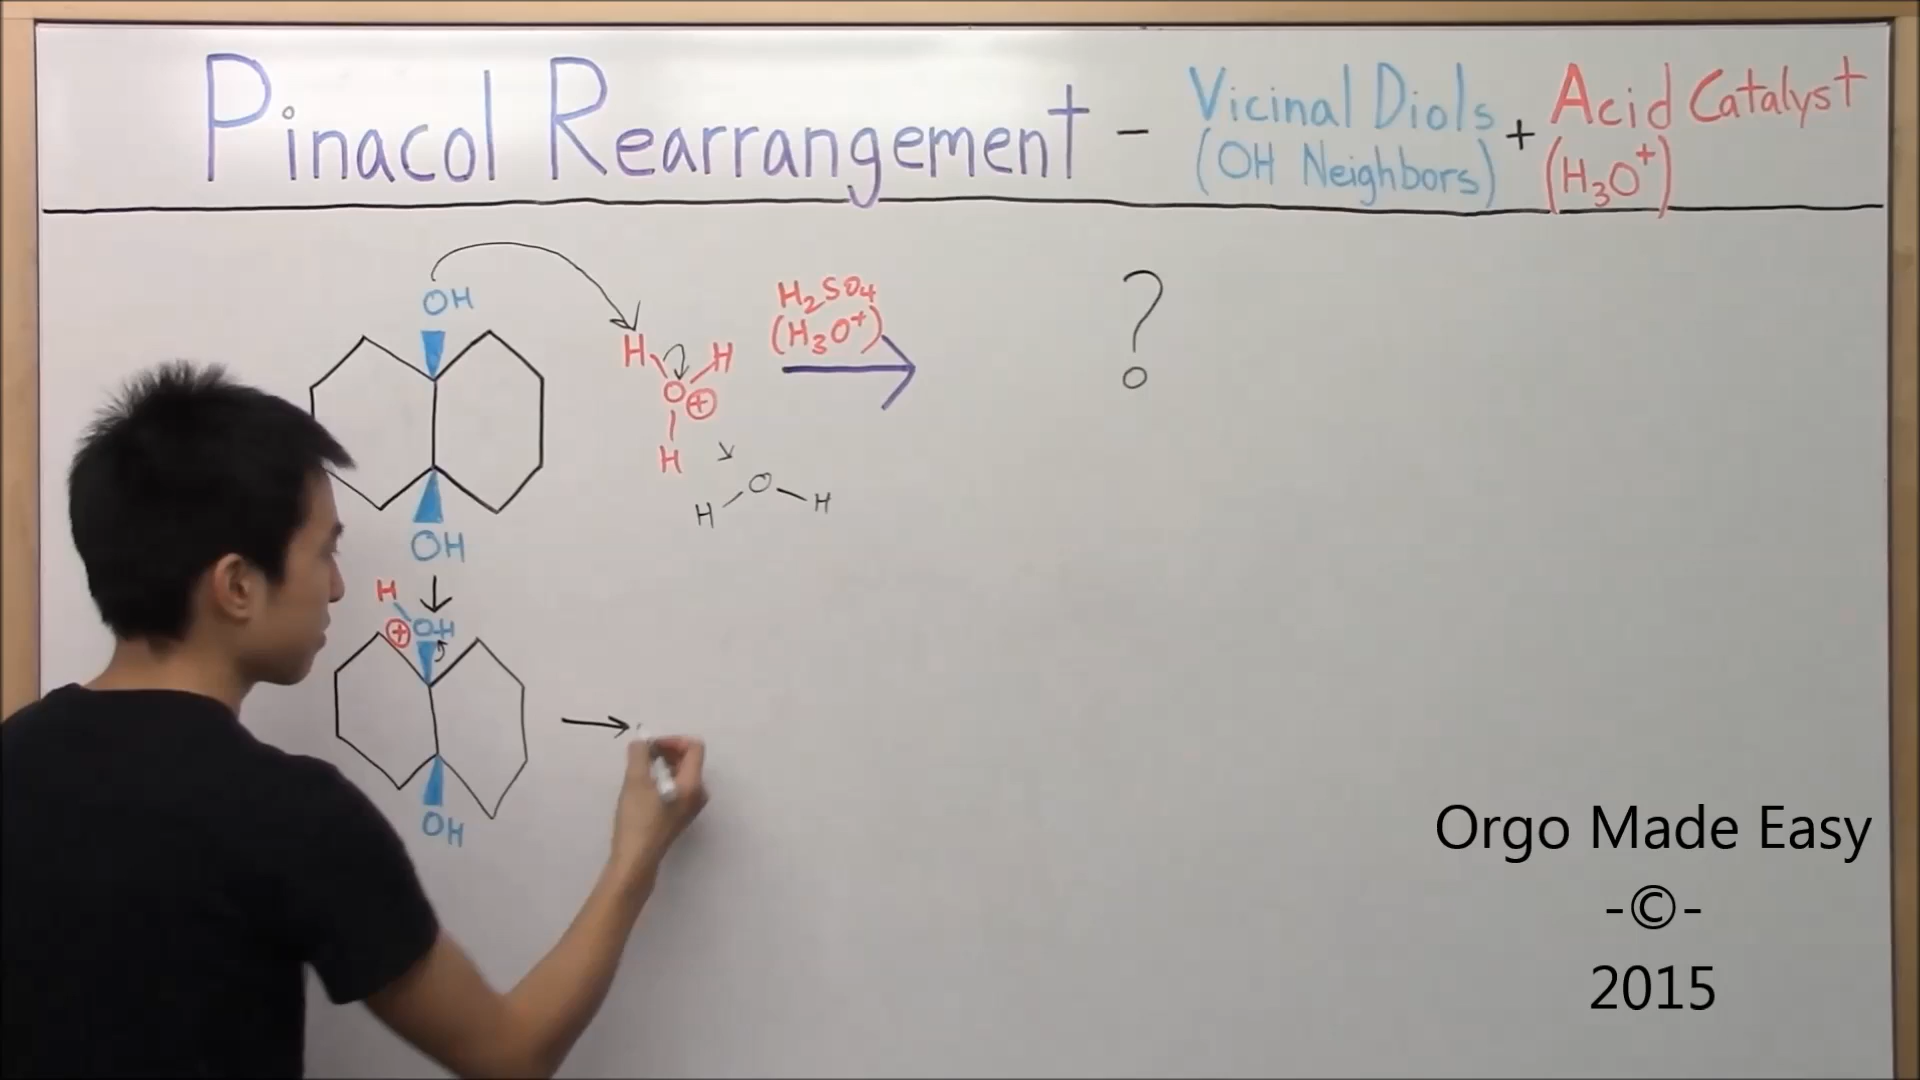 Pinacol Rearrangement - Vicinal Diols + Acid Catalyst
(OH Neighbors) (H₃O⁺)
OH
H₂SO₄
(H₃O⁺)
?
H H
O ⊕
H
O
H H
OH
H
⊕ OH
OH
Orgo Made Easy
-©-
2015